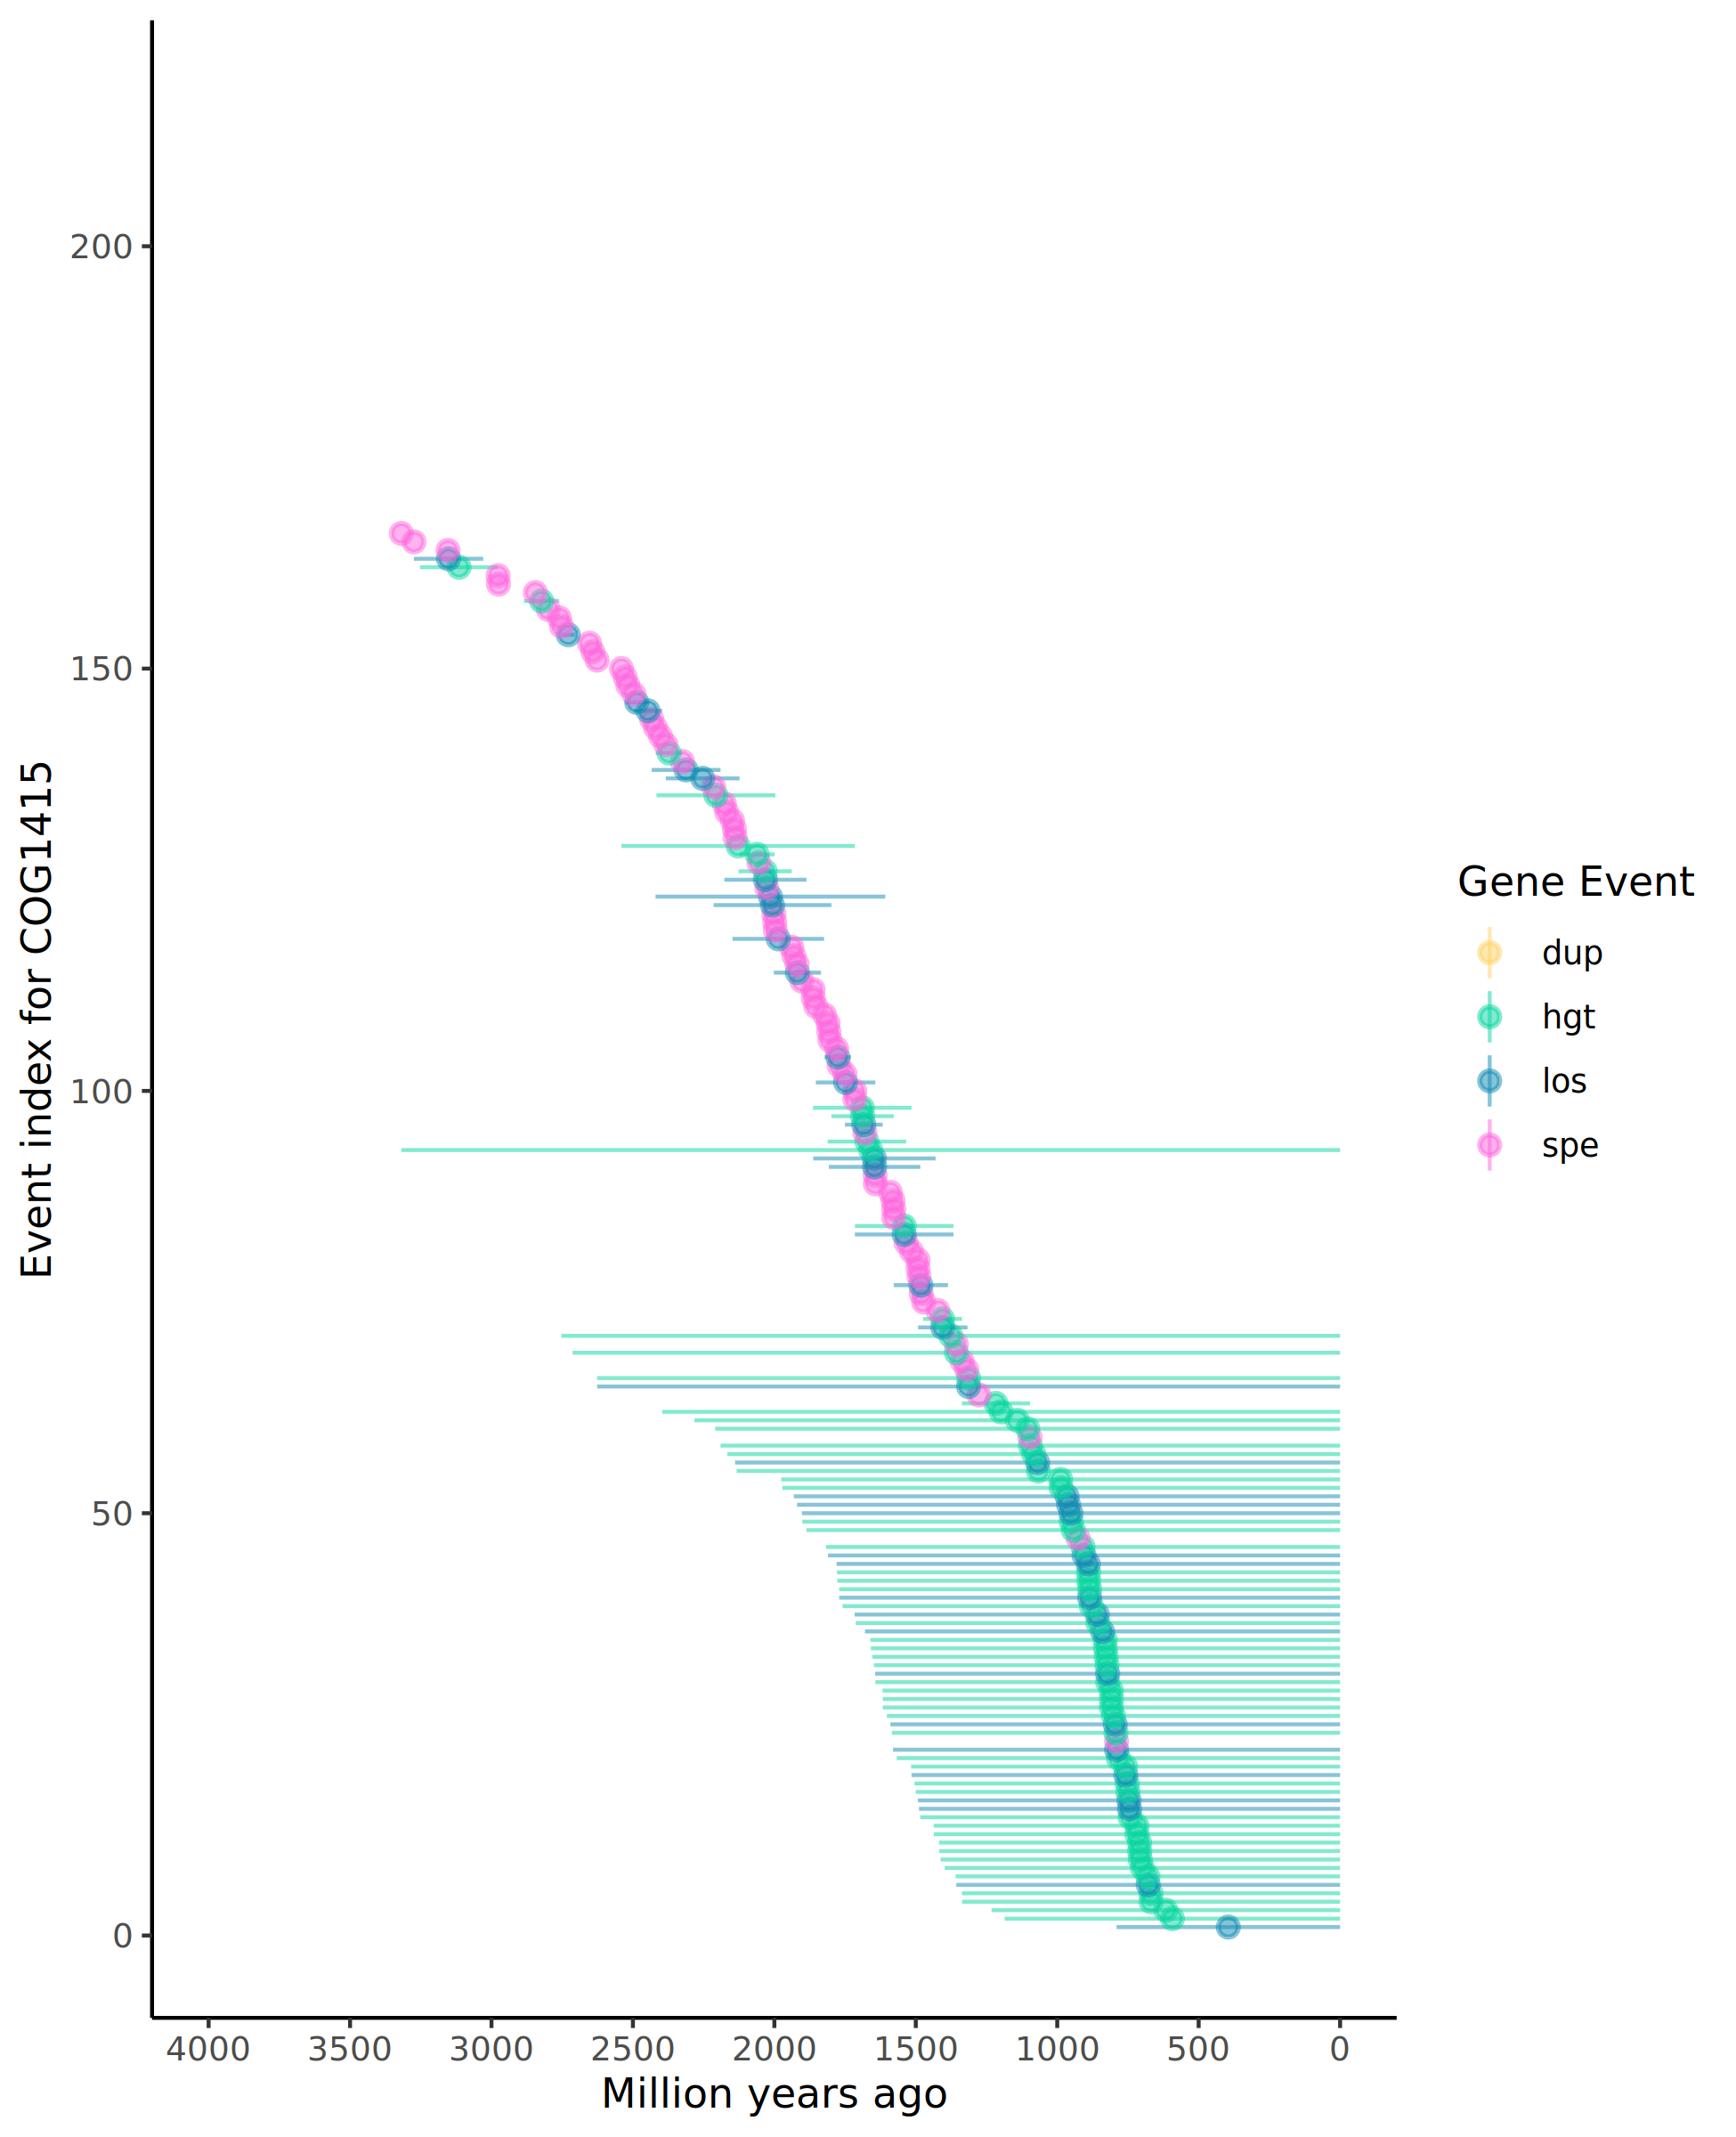 Event index for COG1415
200
150
100
50
0
4000 3500 3000 2500 2000 1500 1000 500 0
Million years ago
Gene Event
dup
hgt
los
spe